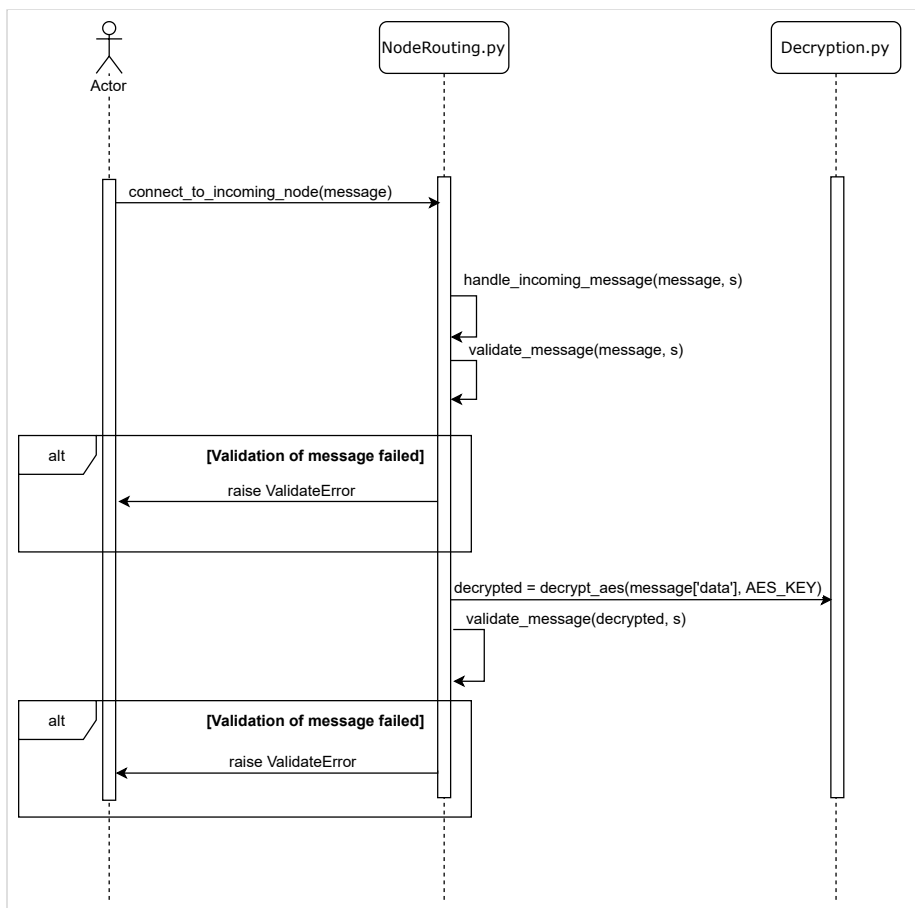 Actor
NodeRouting.py
Decryption.py
connect_to_incoming_node(message)
handle_incoming_message(message, s)
validate_message(message, s)
alt
[Validation of message failed]
raise ValidateError
decrypted = decrypt_aes(message['data'], AES_KEY)
validate_message(decrypted, s)
alt
[Validation of message failed]
raise ValidateError